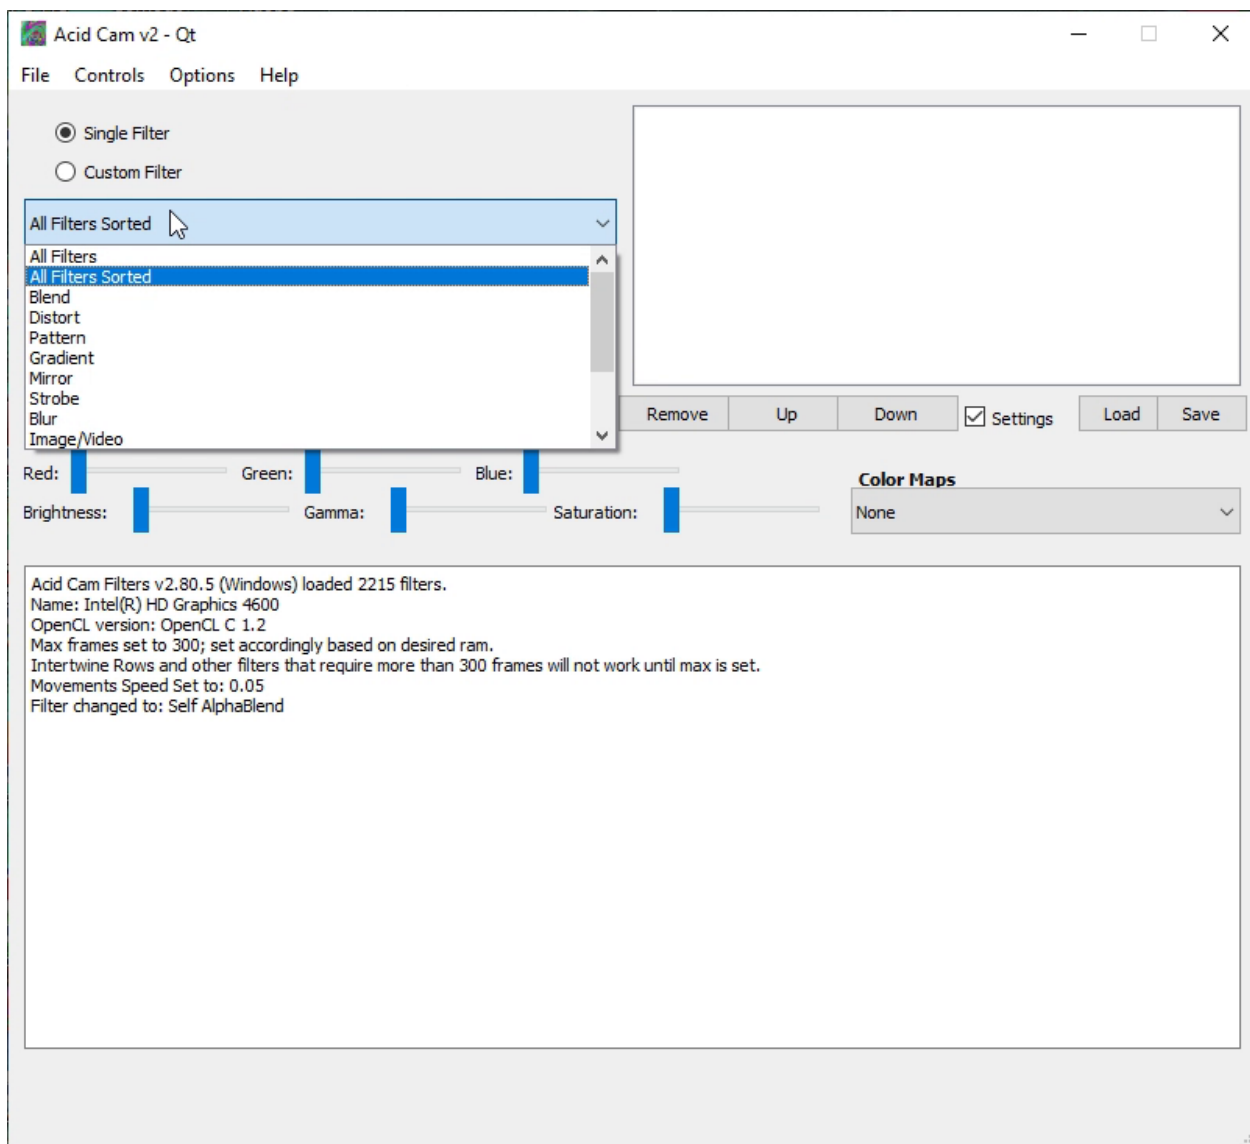 Acid Cam v2 - Qt
File Controls Options Help
Single Filter
Custom Filter
All Filters Sorted
All Filters
All Filters Sorted
Blend
Distort
Pattern
Gradient
Mirror
Strobe
Blur
Image/Video
Remove Up Down Settings Load Save
Red: Green: Blue:
Color Maps
Brightness: Gamma: Saturation: None
Acid Cam Filters v2.80.5 (Windows) loaded 2215 filters.
Name: Intel(R) HD Graphics 4600
OpenCL version: OpenCL C 1.2
Max frames set to 300; set accordingly based on desired ram.
Intertwine Rows and other filters that require more than 300 frames will not work until max is set.
Movements Speed Set to: 0.05
Filter changed to: Self AlphaBlend